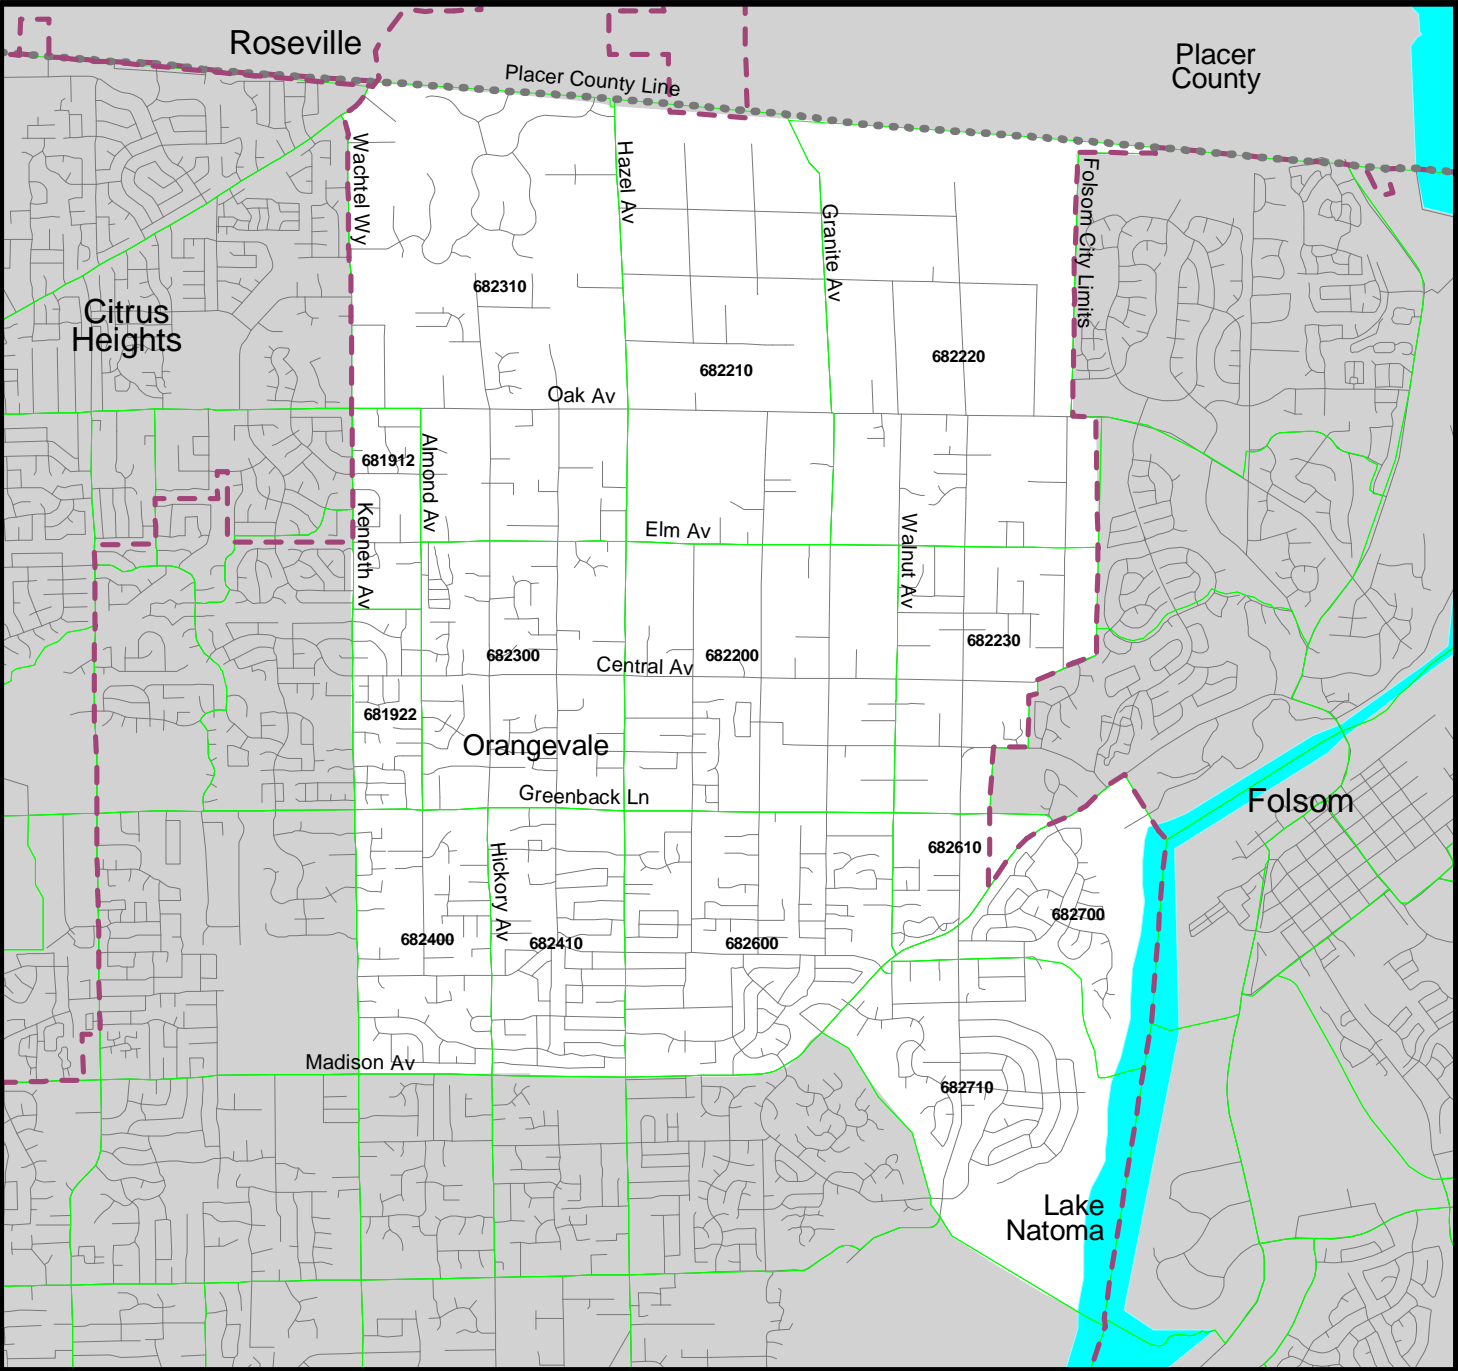 Roseville
Placer
County
Placer County Line
Wachtel Wy
Hazel Av
Granite Av
Folsom City Limits
682310
Citrus
Heights
682220
682210
Oak Av
681912
Almond Av
Kenneth Av
Elm Av
Walnut Av
682230
682300
Central Av
682200
681922
Orangevale
Greenback Ln
Folsom
682610
Hickory Av
682700
682400
682410
682600
Madison Av
682710
Lake
Natoma